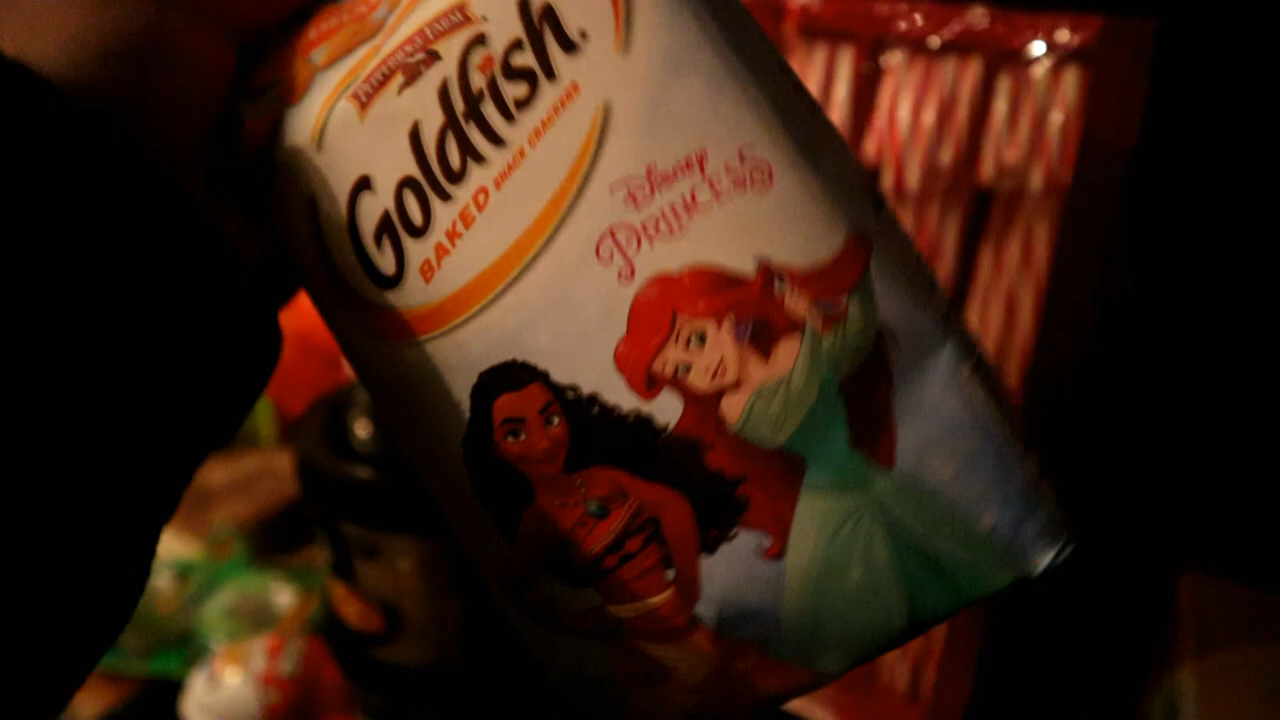 PEPPERIDGE FARM
Goldfish.
BAKED SNACK CRACKERS
Disney
PRINCESS